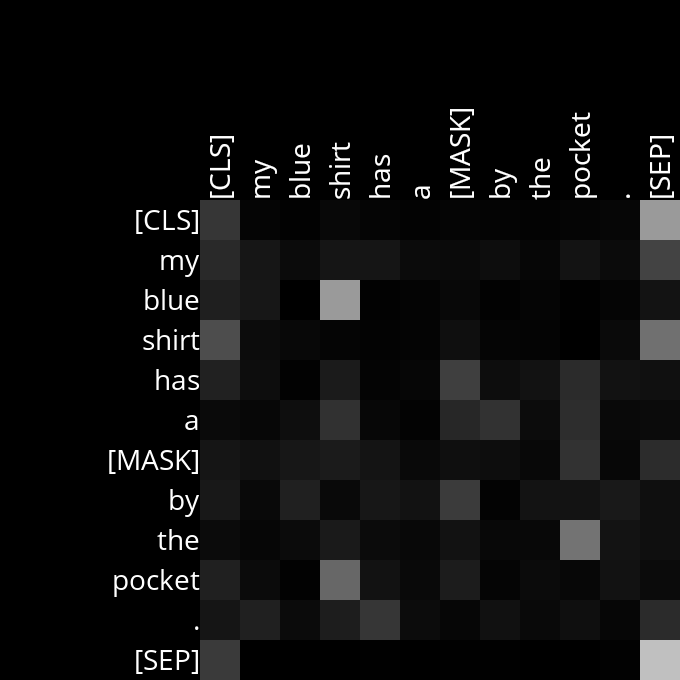 [CLS] my blue shirt has a [MASK] by the pocket . [SEP]
[CLS]
my
blue
shirt
has
a
[MASK]
by
the
pocket
.
[SEP]